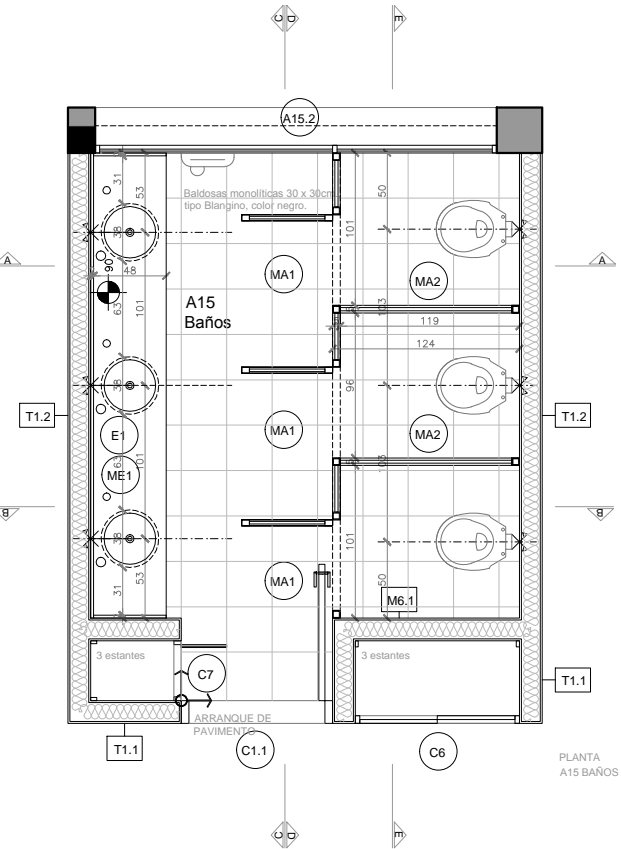 C
D
E
A15.2
31
53
Baldosas monolíticas 30 x 30cm
tipo Blangino, color negro.
50
101
38
A
A
90
48
MA1
MA2
A15
Baños
63
101
103
119
124
38
96
T1.2
T1.2
E1
MA1
MA2
63
ME1
101
103
B
B
38
101
31
53
MA1
50
M6.1
3 estantes
3 estantes
C7
T1.1
ARRANQUE DE
PAVIMENTO
T1.1
C1.1
C6
PLANTA
A15 BAÑOS
C
D
E